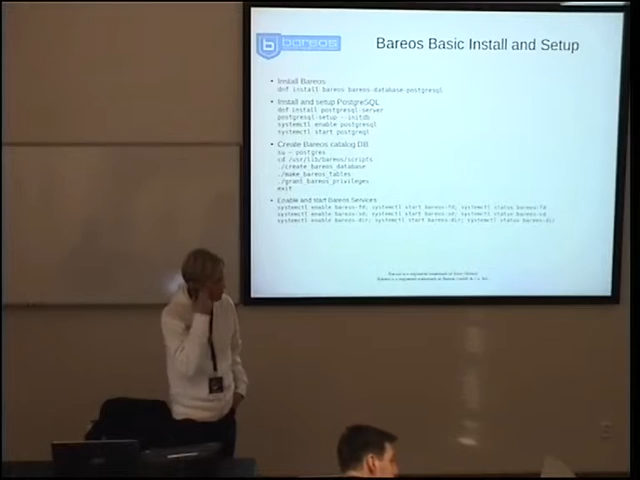 bareos
Bareos Basic Install and Setup
• Install Bareos
dnf install bareos bareos-database-postgresql
• Install and setup PostgreSQL
dnf install postgresql-server
postgresql-setup --initdb
systemctl enable postgresql
systemctl start postgreql
• Create Bareos catalog DB
su - postgres
cd /usr/lib/bareos/scripts
./create_bareos_database
./make_bareos_tables
./grant_bareos_privileges
exit
• Enable and start Bareos Services
systemctl enable bareos-fd; systemctl start bareos-fd; systemctl status bareos-fd
systemctl enable bareos-sd; systemctl start bareos-sd; systemctl status bareos-sd
systemctl enable bareos-dir; systemctl start bareos-dir; systemctl status bareos-dir